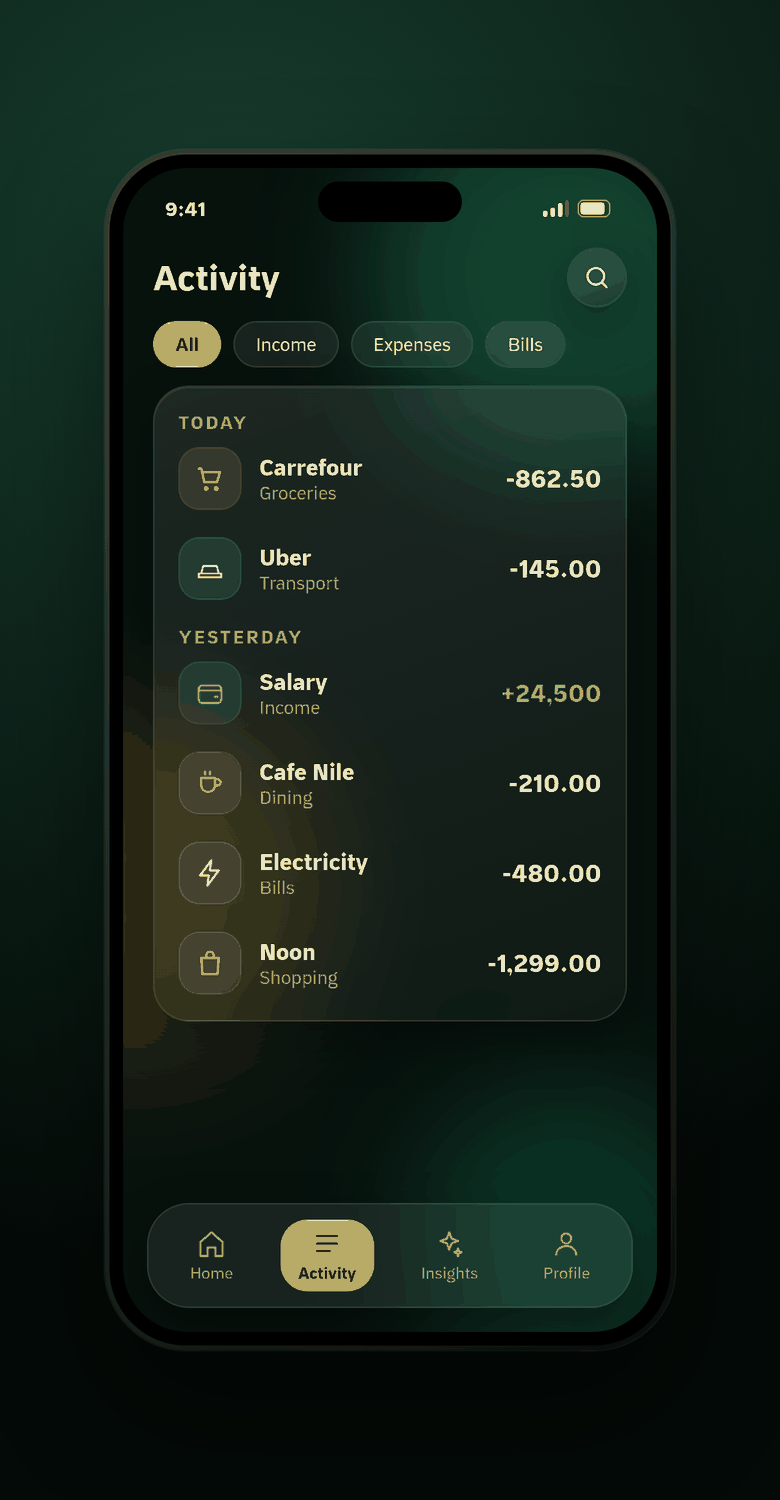 9:41
Activity
All Income Expenses Bills
TODAY
Carrefour
Groceries
-862.50
Uber
Transport
-145.00
YESTERDAY
Salary
Income
+24,500
Cafe Nile
Dining
-210.00
Electricity
Bills
-480.00
Noon
Shopping
-1,299.00
Home Activity Insights Profile